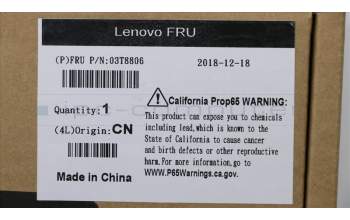 Lenovo FRU
(P)FRU P/N:03T8806
2018-12-18
Quantity: 1
(4L)Origin: CN
Made in China
California Prop65 WARNING:
This product can expose you to chemicals
including lead,which is known to the
State of California to cause cancer
and birth defects or other reproductive
harm.For more information,go to
www.P65Warnings.ca.gov.